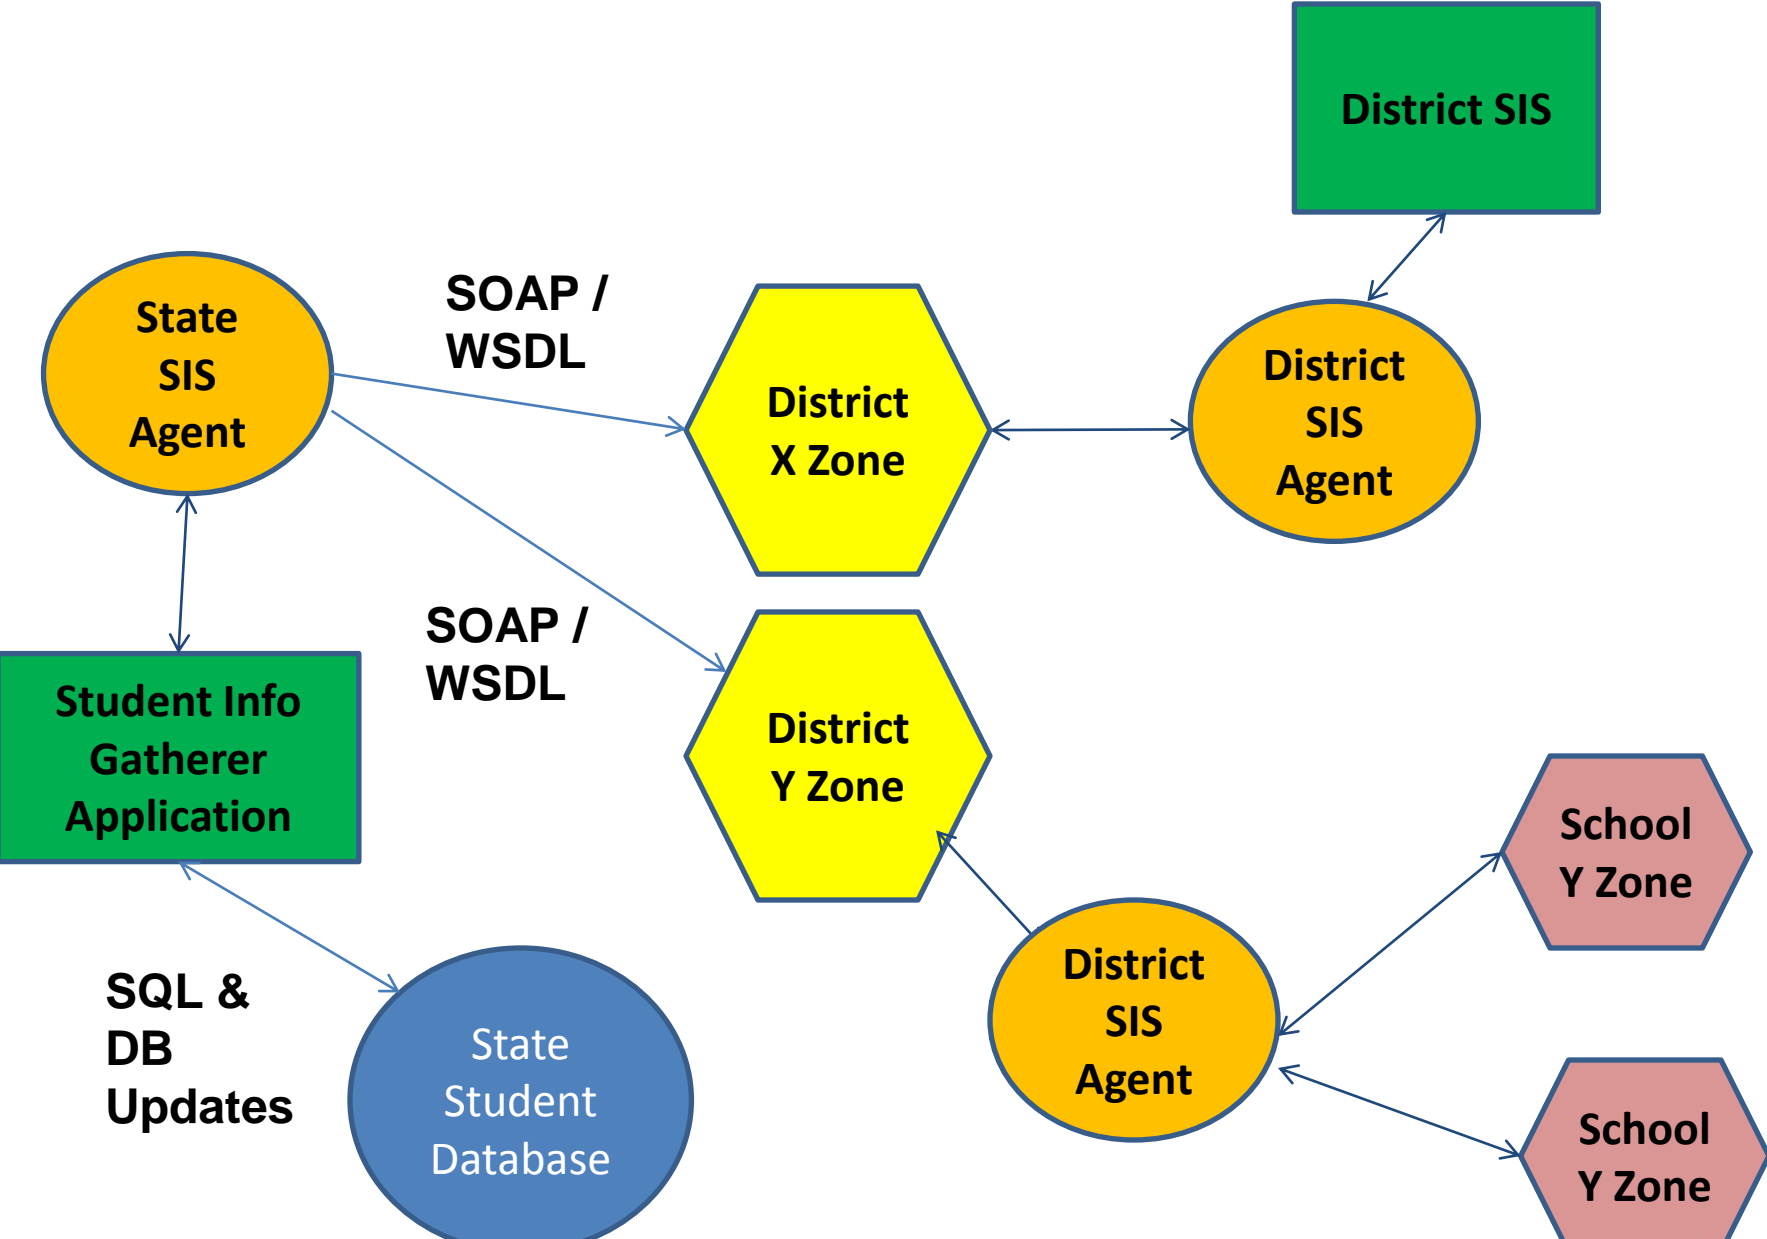 District SIS
State
SIS
Agent
SOAP /
WSDL
District
X Zone
District
SIS
Agent
SOAP /
WSDL
Student Info
Gatherer
Application
District
Y Zone
School
Y Zone
SQL &
DB
Updates
State
Student
Database
District
SIS
Agent
School
Y Zone